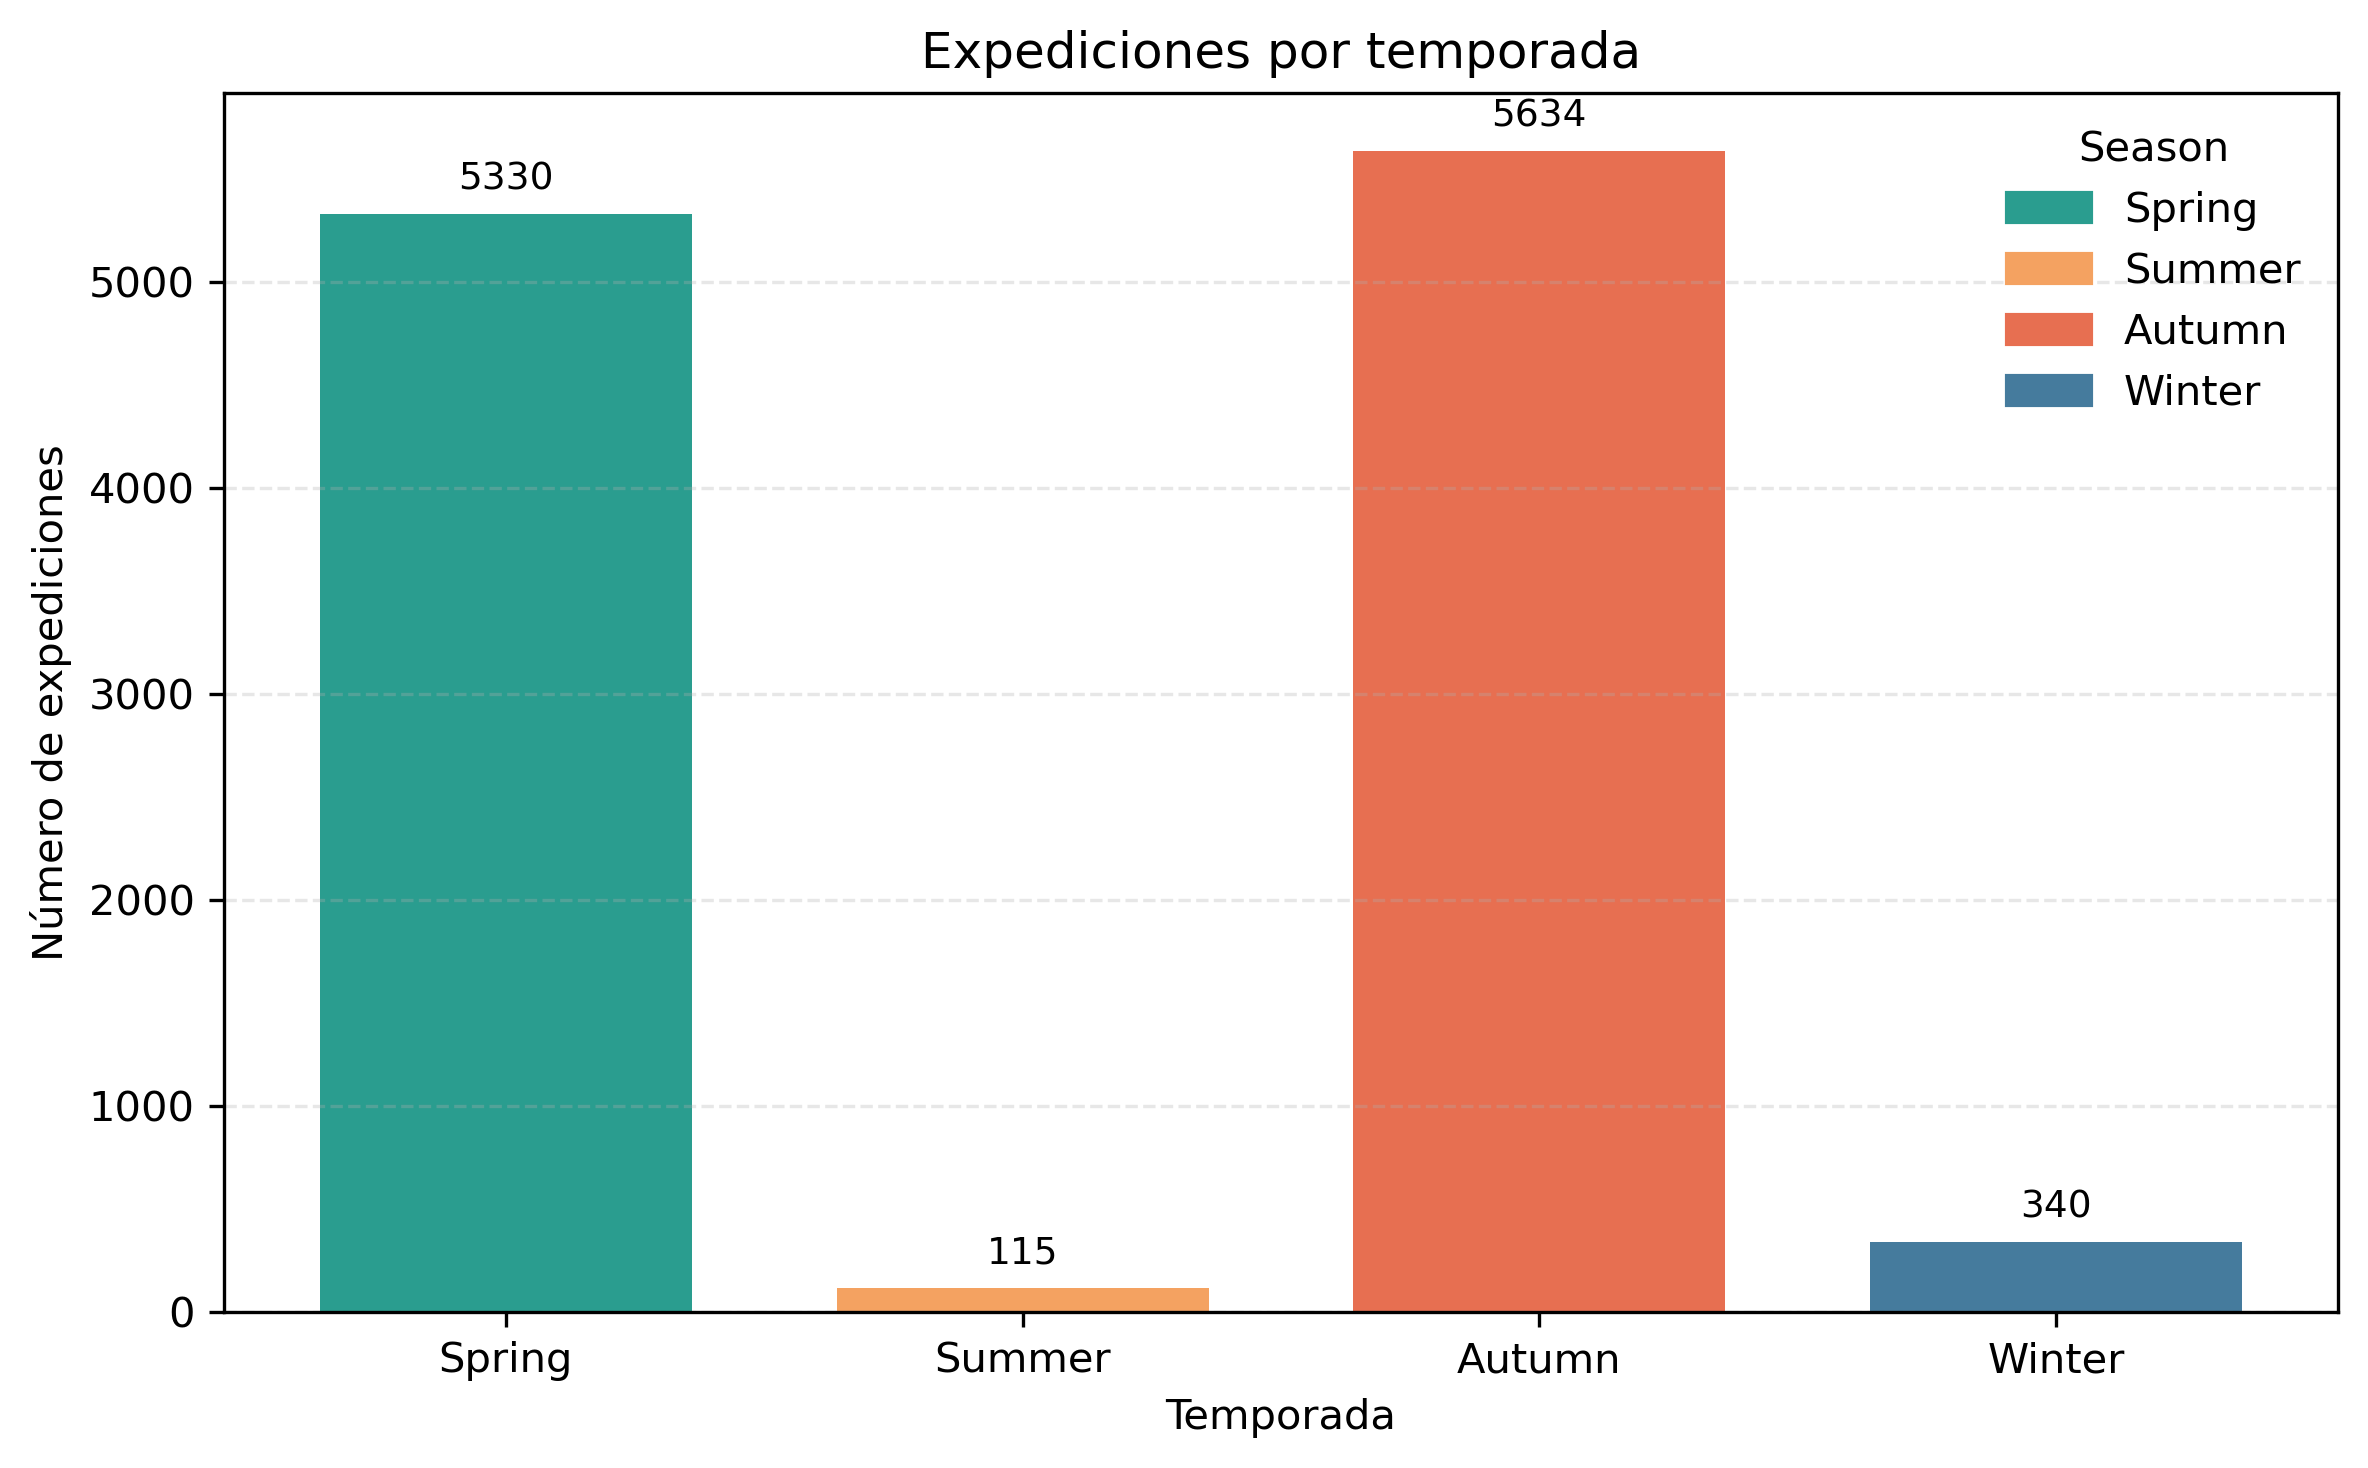 Expediciones por temporada
5634
5330
Season
Spring
Summer
Autumn
Winter
5000
4000
3000
2000
1000
0
Número de expediciones
115
340
Spring
Summer
Autumn
Winter
Temporada